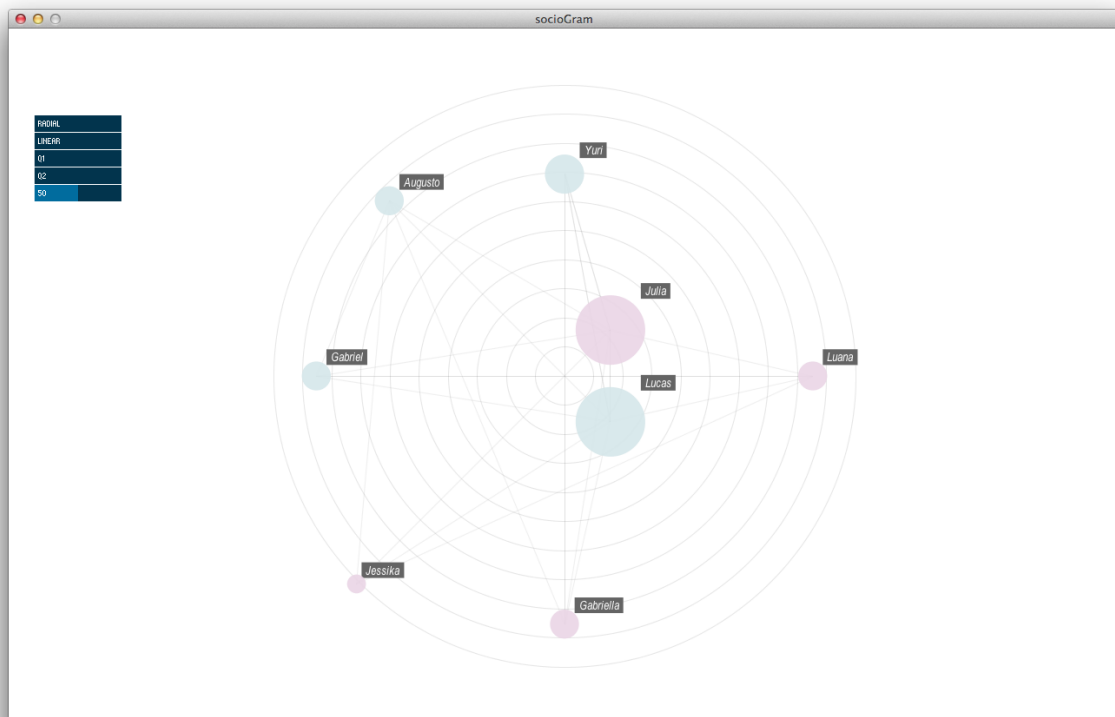 socioGram
RADIAL
LINEAR
Q1
Q2
50
Yuri
Augusto
Julia
Gabriel
Luana
Lucas
Jessika
Gabriella